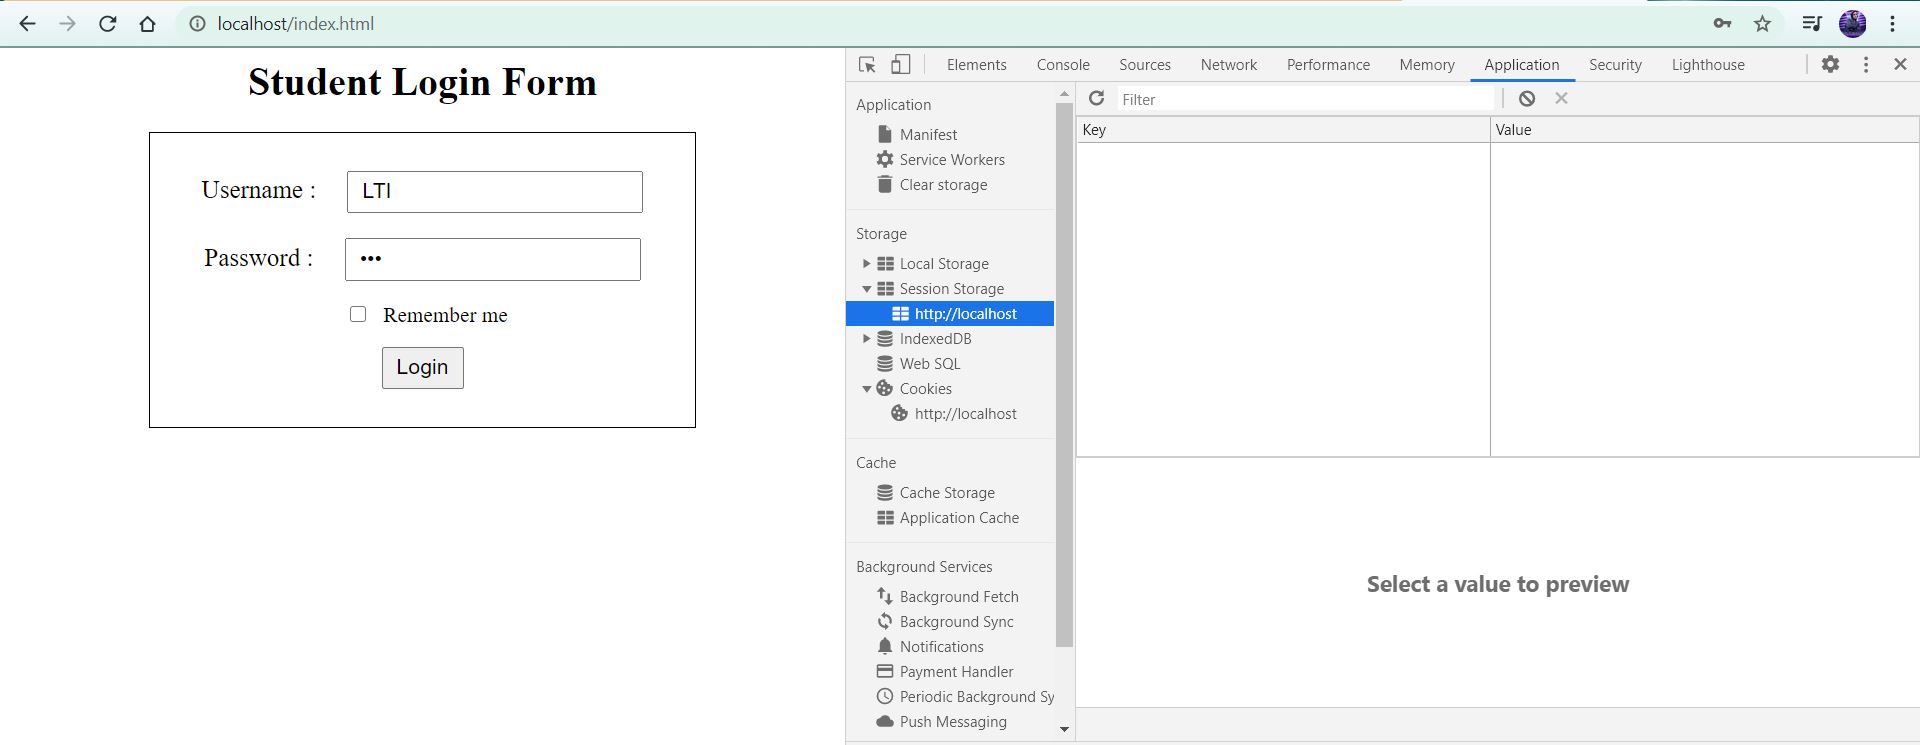 localhost/index.html
Student Login Form
Username : LTI
Password : •••
Remember me
Login
Elements Console Sources Network Performance Memory Application Security Lighthouse
Application
Manifest
Service Workers
Clear storage
Storage
Local Storage
Session Storage
http://localhost
IndexedDB
Web SQL
Cookies
http://localhost
Cache
Cache Storage
Application Cache
Background Services
Background Fetch
Background Sync
Notifications
Payment Handler
Periodic Background Sy
Push Messaging
Filter
Key Value
Select a value to preview